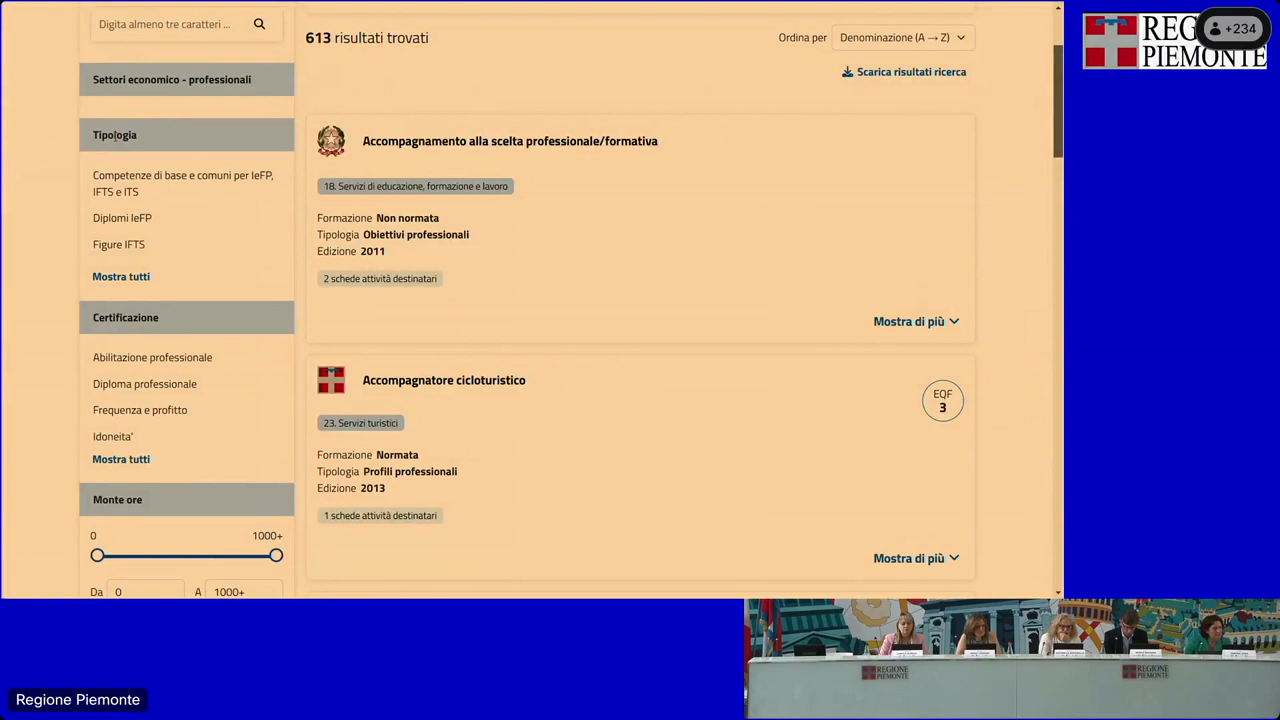 Digita almeno tre caratteri ...
Settori economico - professionali
Tipologia
Competenze di base e comuni per IeFP,
IFTS e ITS
Diplomi IeFP
Figure IFTS
Mostra tutti
Certificazione
Abilitazione professionale
Diploma professionale
Frequenza e profitto
Idoneita'
Mostra tutti
Monte ore
0 1000+
Da 0 A 1000+
613 risultati trovati
Ordina per Denominazione (A → Z)
Scarica risultati ricerca
Accompagnamento alla scelta professionale/formativa
18. Servizi di educazione, formazione e lavoro
Formazione Non normata
Tipologia Obiettivi professionali
Edizione 2011
2 schede attività destinatari
Mostra di più
Accompagnatore cicloturistico
EQF
3
23. Servizi turistici
Formazione Normata
Tipologia Profili professionali
Edizione 2013
1 schede attività destinatari
Mostra di più
+234
PIEMONTE
REGIONE
PIEMONTE
REGIONE
PIEMONTE
Regione Piemonte